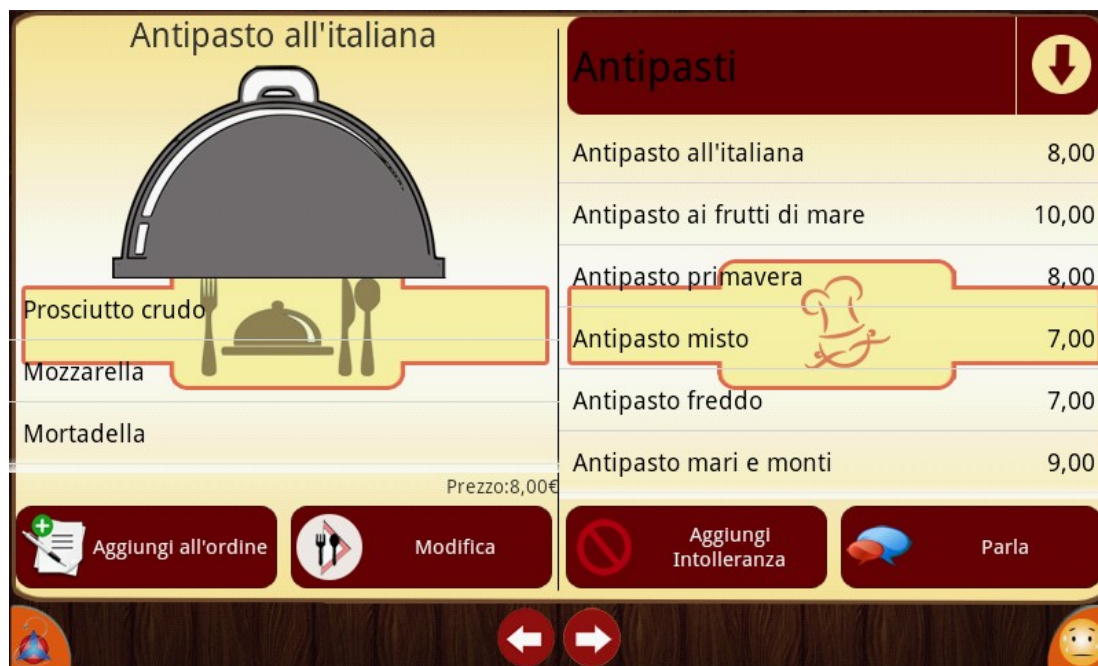 Antipasto all'italiana
Prosciutto crudo
Mozzarella
Mortadella
Prezzo:8,00€
Aggiungi all'ordine
Modifica
Antipasti
Antipasto all'italiana 8,00
Antipasto ai frutti di mare 10,00
Antipasto primavera 8,00
Antipasto misto 7,00
Antipasto freddo 7,00
Antipasto mari e monti 9,00
Aggiungi
Intolleranza
Parla